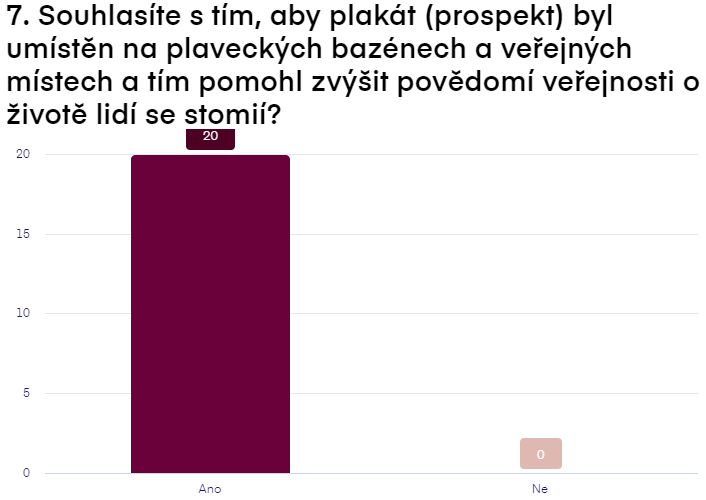 7. Souhlasíte s tím, aby plakát (prospekt) byl
umístěn na plaveckých bazénech a veřejných
místech a tím pomohl zvýšit povědomí veřejnosti o
životě lidí se stomií?
20
20
15
10
5
0
0
Ano
Ne